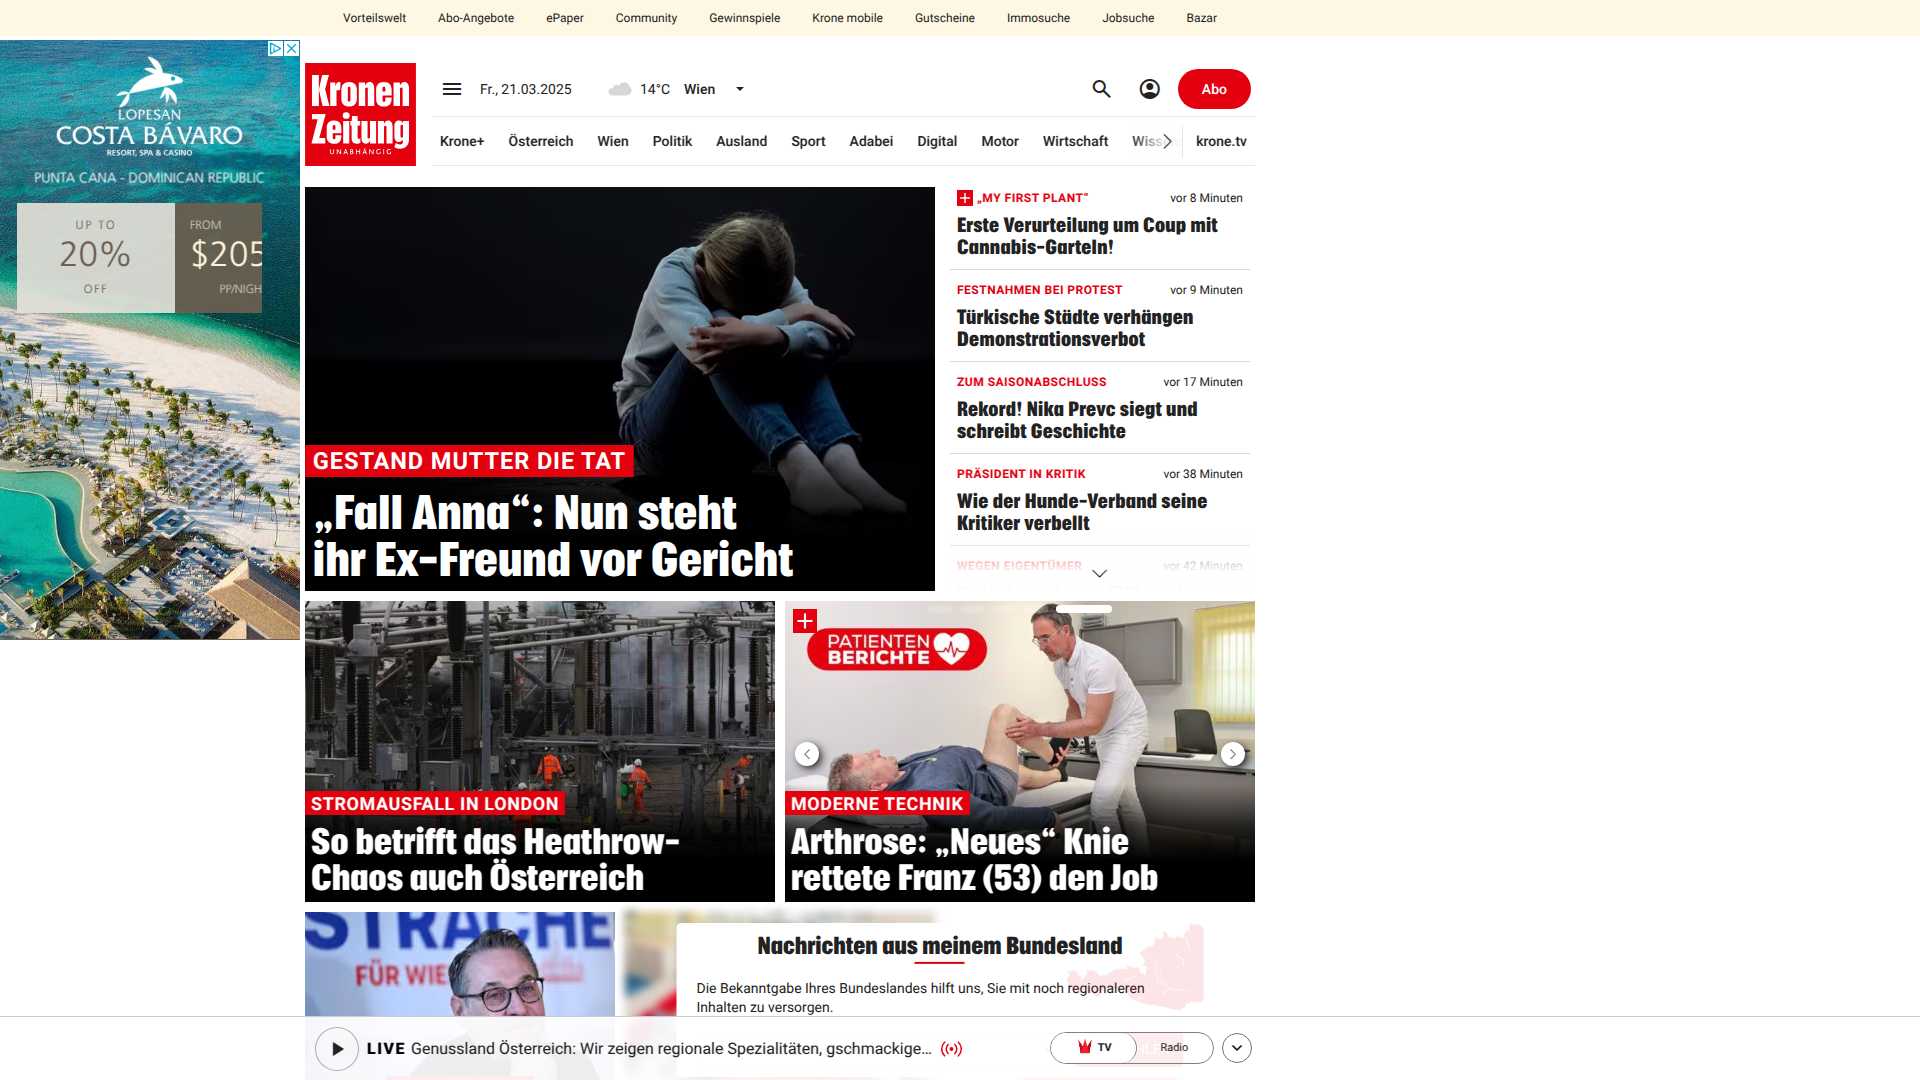 Vorteilswelt Abo-Angebote ePaper Community Gewinnspiele Krone mobile Gutscheine Immosuche Jobsuche Bazar
LOPESAN
COSTA BÁVARO
RESORT, SPA & CASINO
PUNTA CANA - DOMINICAN REPUBLIC
UP TO
20%
OFF
FROM
$205
PP/NIGH
Kronen
Zeitung
UNABHÄNGIG
Fr., 21.03.2025 14°C Wien
Abo
Krone+ Österreich Wien Politik Ausland Sport Adabei Digital Motor Wirtschaft Wiss krone.tv
GESTAND MUTTER DIE TAT
„Fall Anna“: Nun steht
ihr Ex-Freund vor Gericht
„MY FIRST PLANT“ vor 8 Minuten
Erste Verurteilung um Coup mit
Cannabis-Garteln!
FESTNAHMEN BEI PROTEST vor 9 Minuten
Türkische Städte verhängen
Demonstrationsverbot
ZUM SAISONABSCHLUSS vor 17 Minuten
Rekord! Nika Prevc siegt und
schreibt Geschichte
PRÄSIDENT IN KRITIK vor 38 Minuten
Wie der Hunde-Verband seine
Kritiker verbellt
WEGEN EIGENTÜMER vor 42 Minuten
STROMAUSFALL IN LONDON
So betrifft das Heathrow-
Chaos auch Österreich
PATIENTEN
BERICHTE
MODERNE TECHNIK
Arthrose: „Neues“ Knie
rettete Franz (53) den Job
STRACHE
FÜR WIE
Nachrichten aus meinem Bundesland
Die Bekanntgabe Ihres Bundeslandes hilft uns, Sie mit noch regionaleren
Inhalten zu versorgen.
LIVE Genussland Österreich: Wir zeigen regionale Spezialitäten, gschmackige... TV Radio